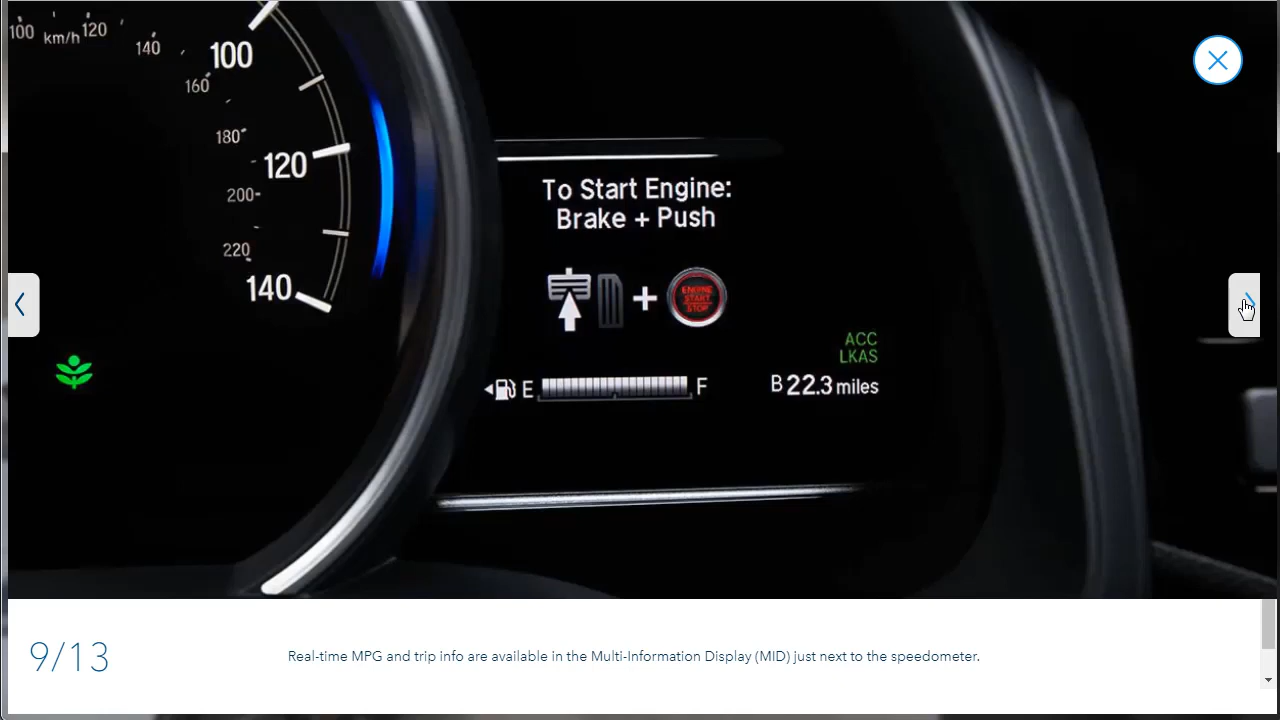 100
km/h
120
140
100
160
180
120
200
220
140
To Start Engine:
Brake + Push
+
ENGINE
START
STOP
ACC
LKAS
E
F
B 22.3 miles
9/13
Real-time MPG and trip info are available in the Multi-Information Display (MID) just next to the speedometer.